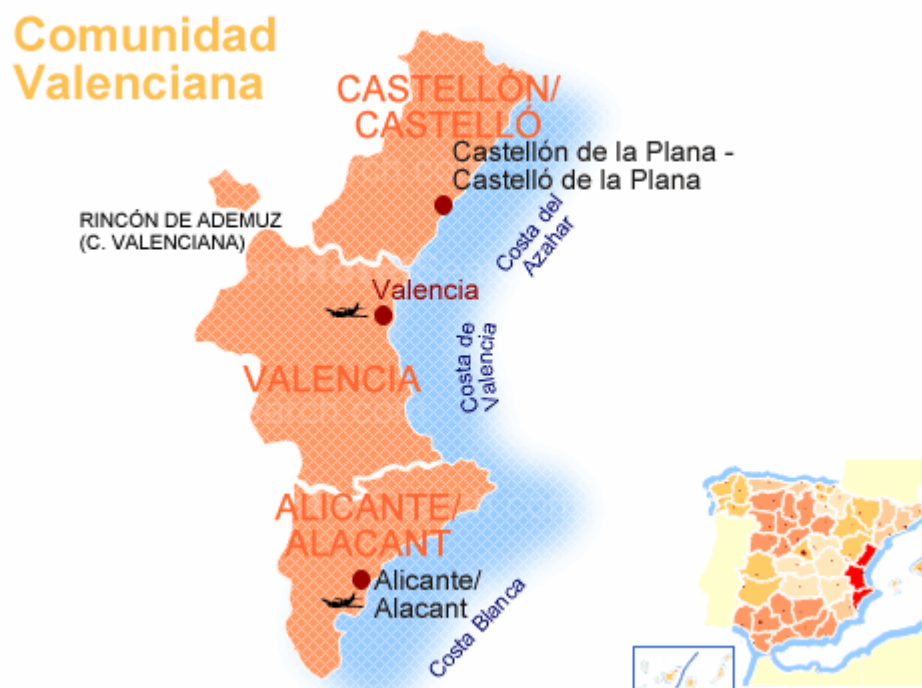 Comunidad
Valenciana
CASTELLÓN/
CASTELLÓ
Castellón de la Plana -
Castelló de la Plana
RINCÓN DE ADEMUZ
(C. VALENCIANA)
Costa del
Azahar
Valencia
Costa de
Valencia
VALENCIA
ALICANTE/
ALACANT
Alicante/
Alacant
Costa Blanca